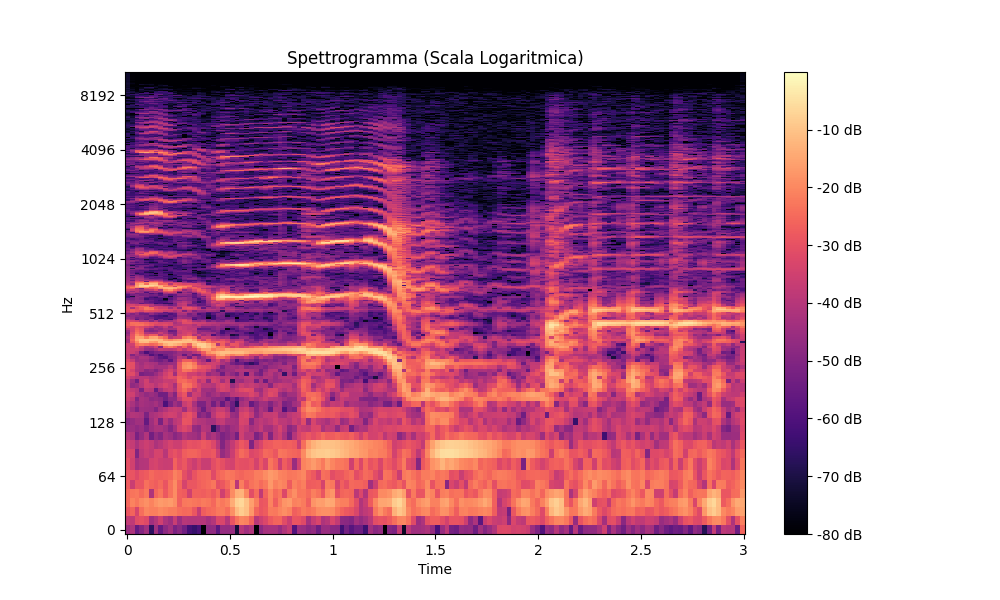 Spettrogramma (Scala Logaritmica)
8192
4096
2048
1024
512
256
128
64
0
Hz
0
0.5
1
1.5
2
2.5
3
Time
-10 dB
-20 dB
-30 dB
-40 dB
-50 dB
-60 dB
-70 dB
-80 dB